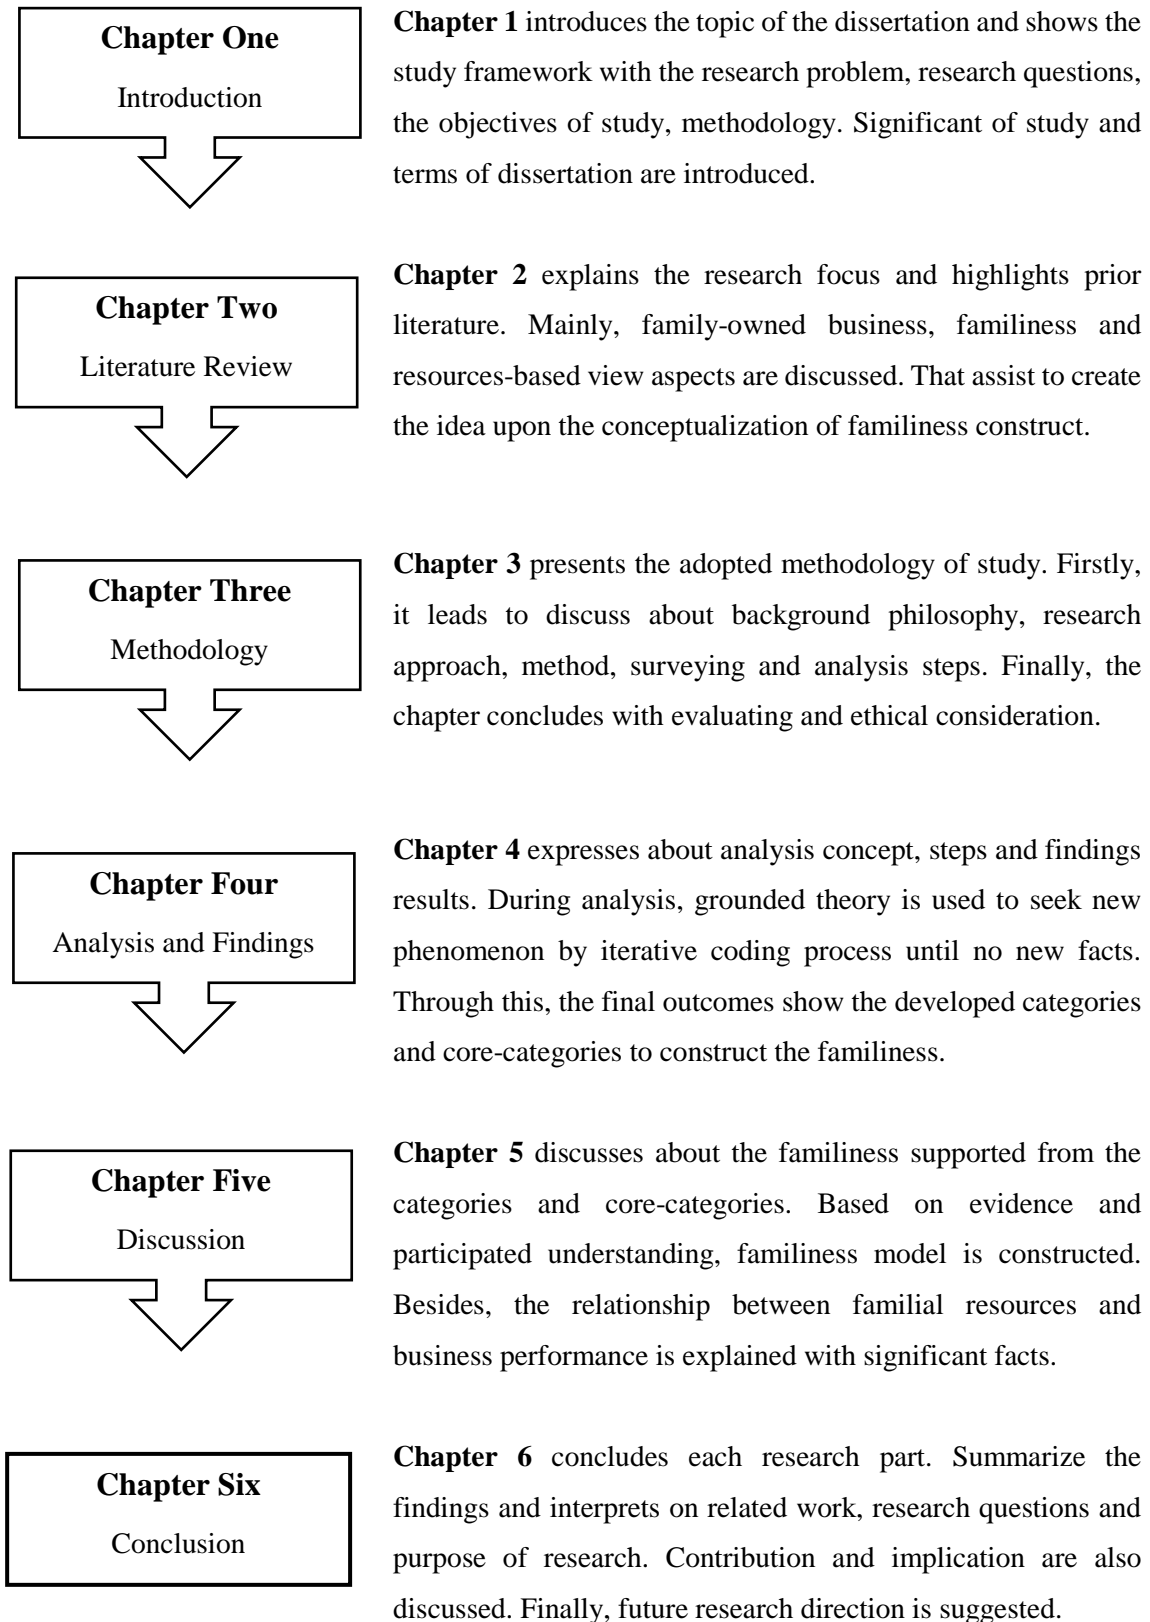 Chapter One
Introduction
Chapter 1 introduces the topic of the dissertation and shows the
study framework with the research problem, research questions,
the objectives of study, methodology. Significant of study and
terms of dissertation are introduced.
Chapter Two
Literature Review
Chapter 2 explains the research focus and highlights prior
literature. Mainly, family-owned business, familiness and
resources-based view aspects are discussed. That assist to create
the idea upon the conceptualization of familiness construct.
Chapter Three
Methodology
Chapter 3 presents the adopted methodology of study. Firstly,
it leads to discuss about background philosophy, research
approach, method, surveying and analysis steps. Finally, the
chapter concludes with evaluating and ethical consideration.
Chapter Four
Analysis and Findings
Chapter 4 expresses about analysis concept, steps and findings
results. During analysis, grounded theory is used to seek new
phenomenon by iterative coding process until no new facts.
Through this, the final outcomes show the developed categories
and core-categories to construct the familiness.
Chapter Five
Discussion
Chapter 5 discusses about the familiness supported from the
categories and core-categories. Based on evidence and
participated understanding, familiness model is constructed.
Besides, the relationship between familial resources and
business performance is explained with significant facts.
Chapter Six
Conclusion
Chapter 6 concludes each research part. Summarize the
findings and interprets on related work, research questions and
purpose of research. Contribution and implication are also
discussed. Finally, future research direction is suggested.